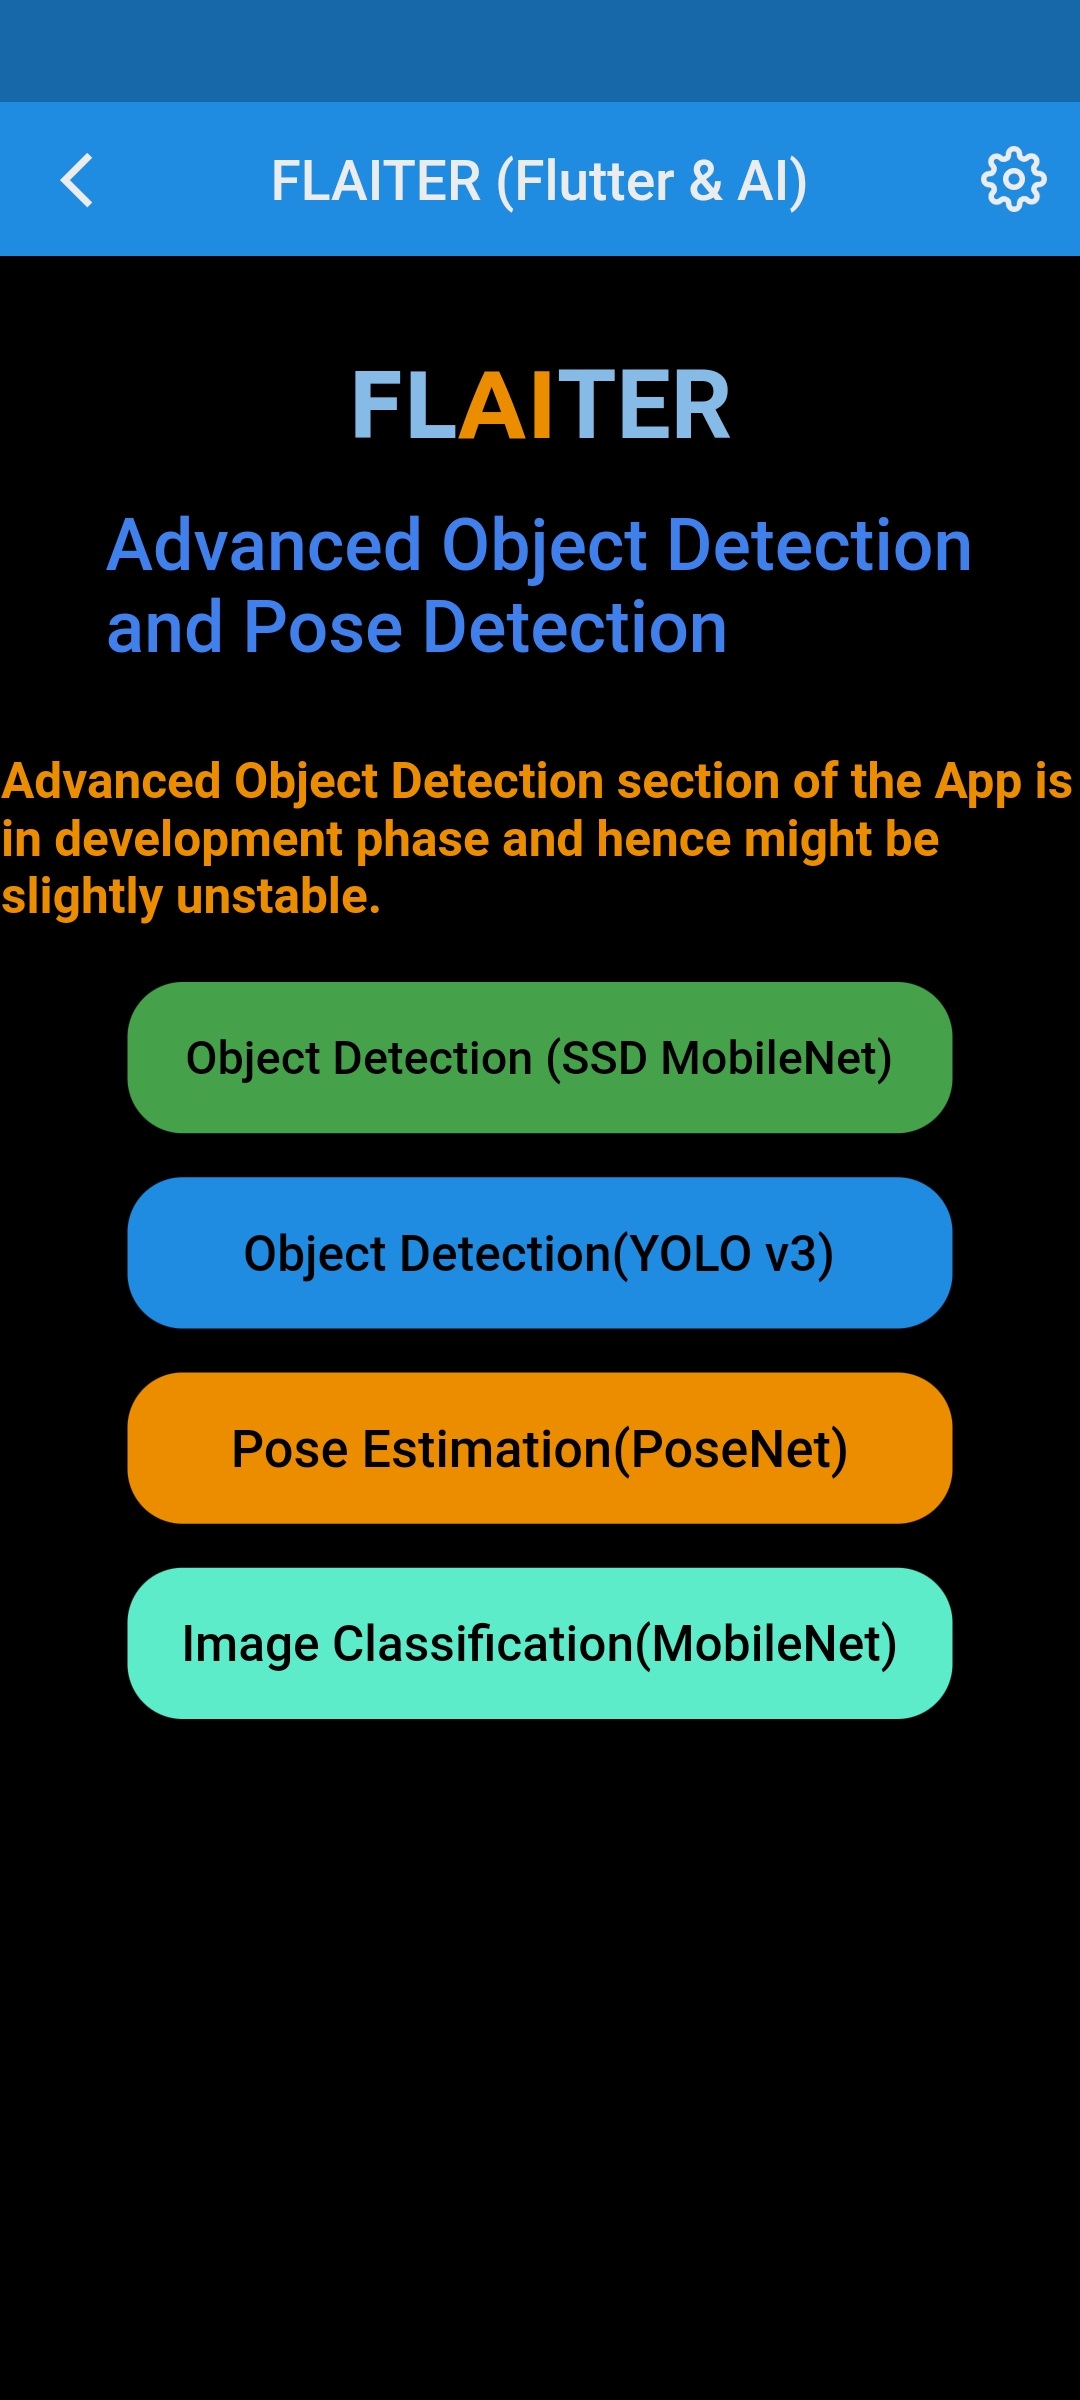 FLAITER (Flutter & AI)
FLAITER
Advanced Object Detection
and Pose Detection
Advanced Object Detection section of the App is
in development phase and hence might be
slightly unstable.
Object Detection (SSD MobileNet)
Object Detection(YOLO v3)
Pose Estimation(PoseNet)
Image Classification(MobileNet)